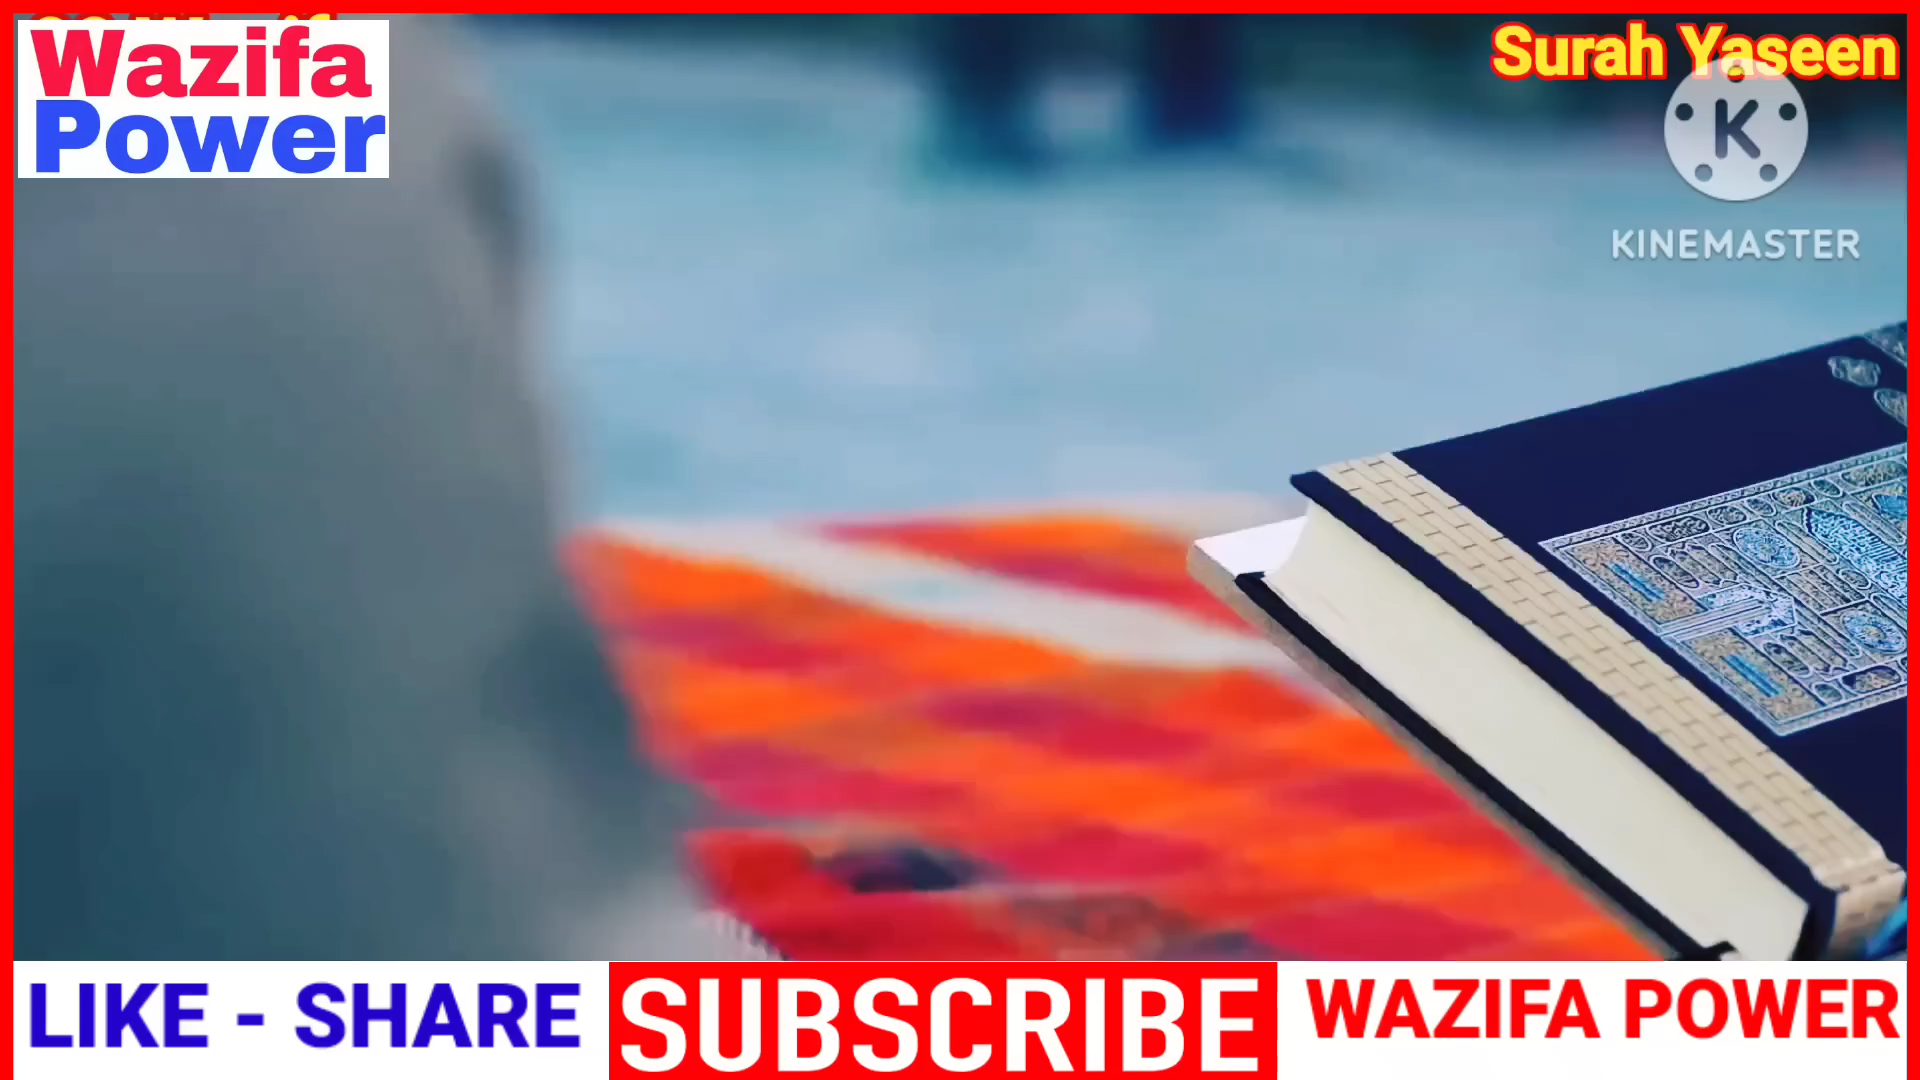 Wazifa
Power
Surah Yaseen
K
KINEMASTER
LIKE - SHARE
SUBSCRIBE
WAZIFA POWER